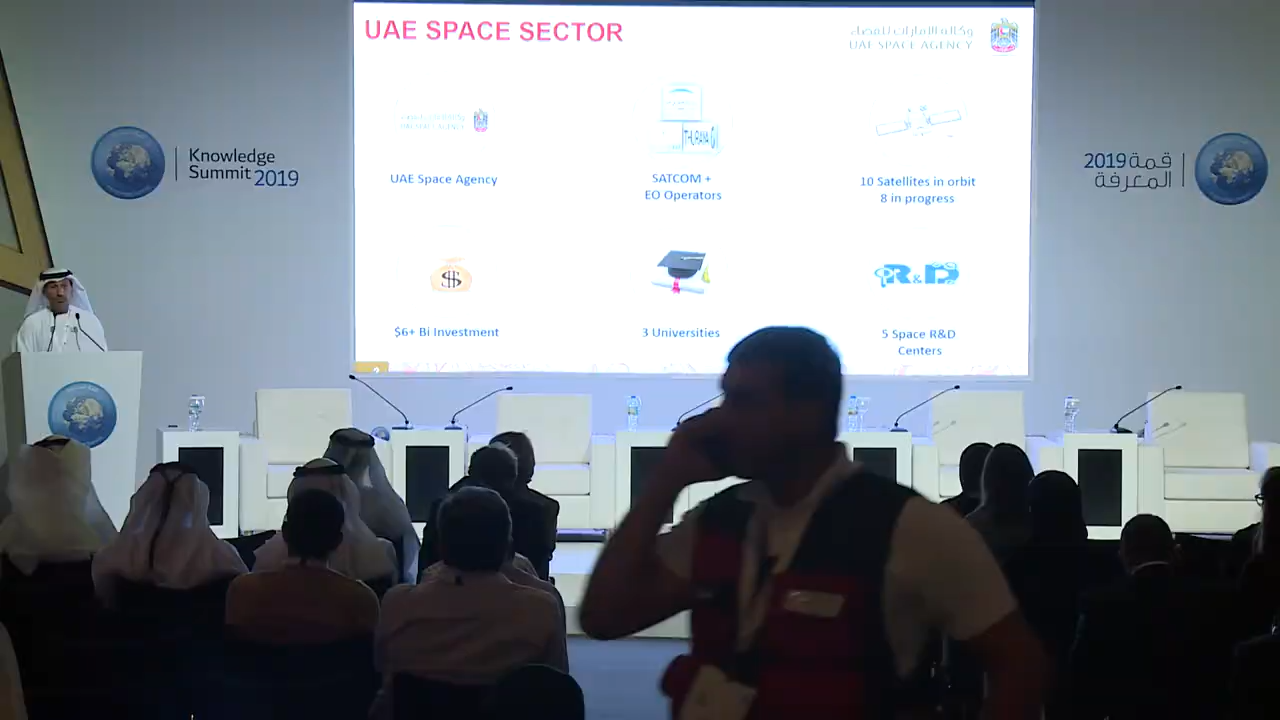 UAE SPACE SECTOR
وكالة الإمارات للفضاء
UAE SPACE AGENCY
Knowledge
Summit 2019
قمة 2019
المعرفة
THURAYA
UAE Space Agency
SATCOM +
EO Operators
10 Satellites in orbit
8 in progress
$
R&D
$6+ Bi Investment
3 Universities
5 Space R&D
Centers